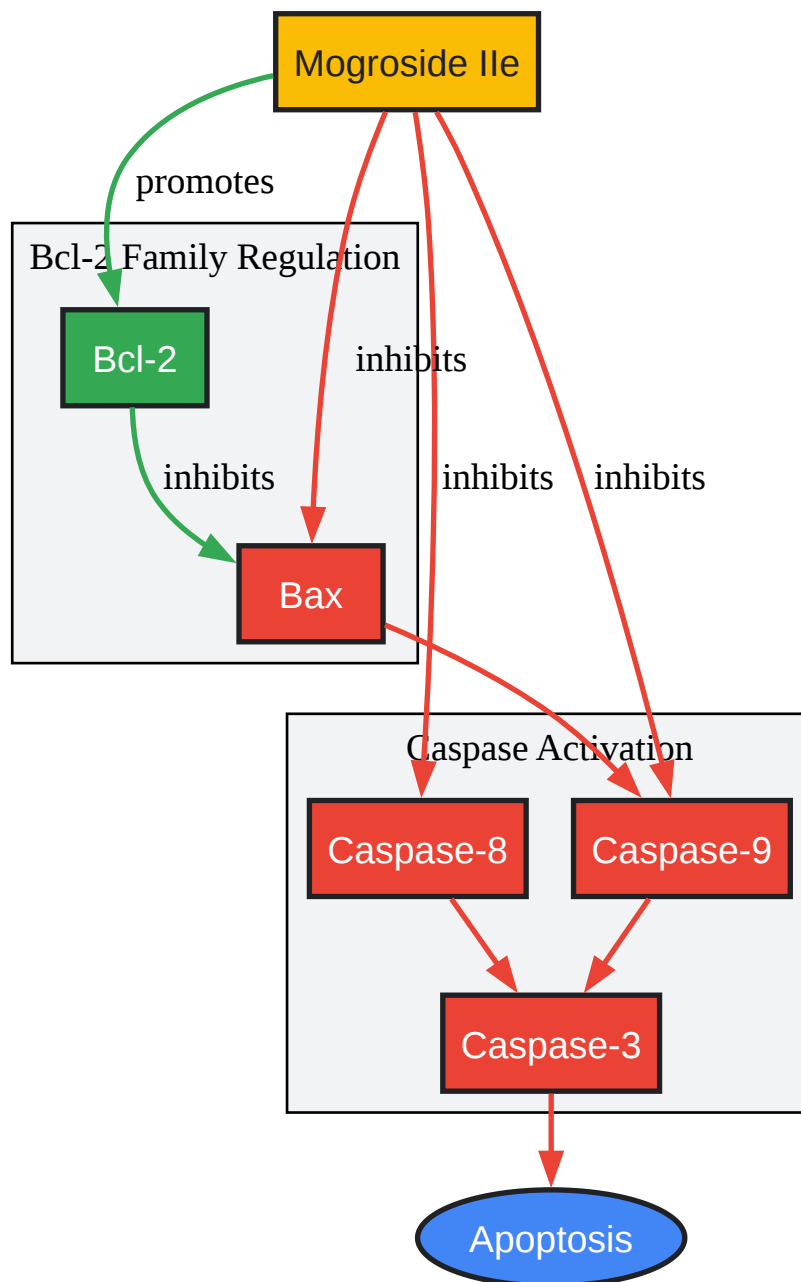 Mogroside IIe
promotes
Bcl-2 Family Regulation
Bcl-2
inhibits
inhibits
inhibits
inhibits
Bax
Caspase Activation
Caspase-8
Caspase-9
Caspase-3
Apoptosis